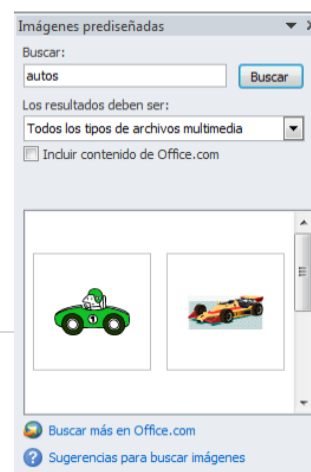 Imágenes prediseñadas
Buscar:
autos
Buscar
Los resultados deben ser:
Todos los tipos de archivos multimedia
Incluir contenido de Office.com
1
Buscar más en Office.com
Sugerencias para buscar imágenes